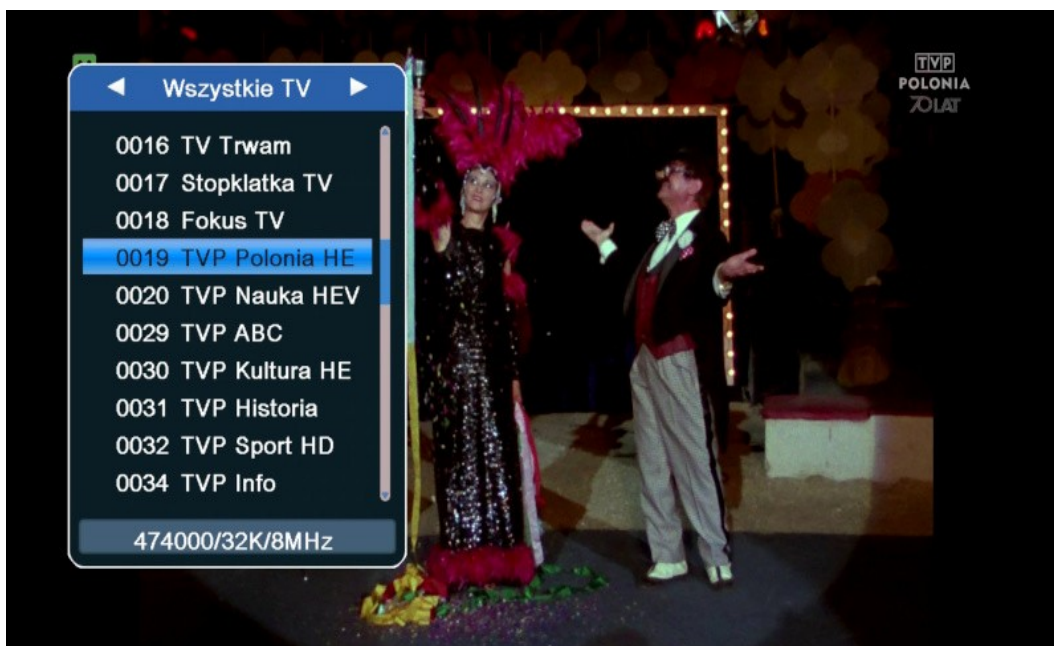 Wszystkie TV
0016 TV Trwam
0017 Stopklatka TV
0018 Fokus TV
0019 TVP Polonia HE
0020 TVP Nauka HEV
0029 TVP ABC
0030 TVP Kultura HE
0031 TVP Historia
0032 TVP Sport HD
0034 TVP Info
474000/32K/8MHz
TVP
POLONIA
70 LAT